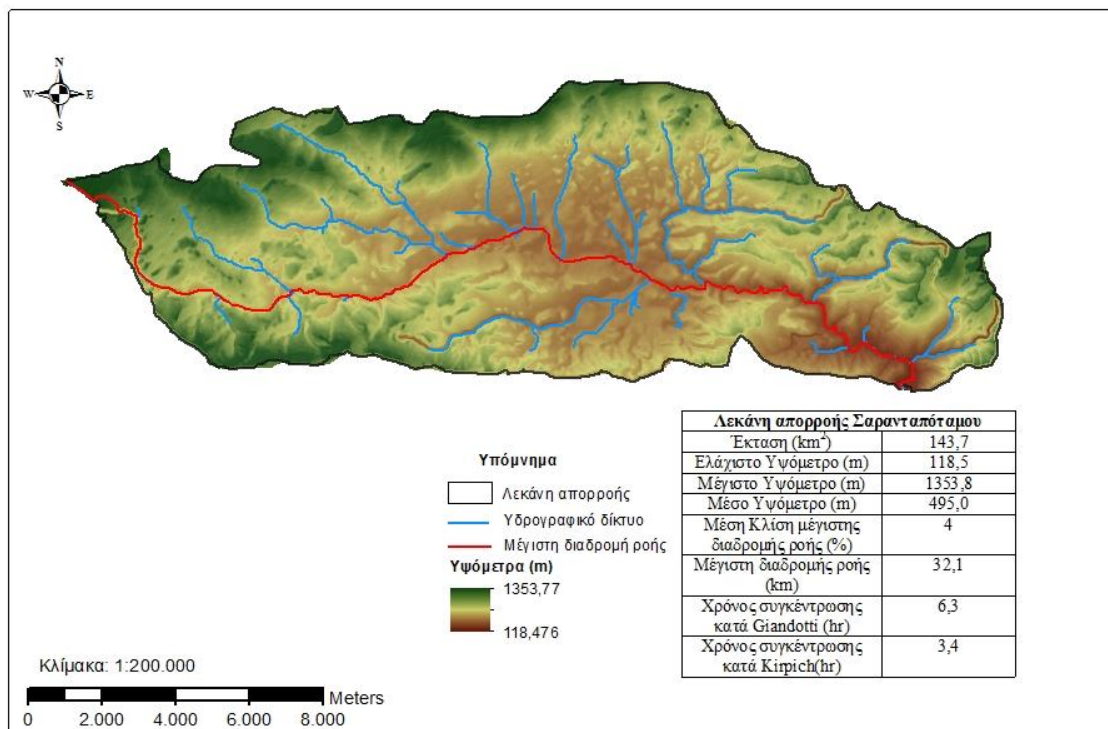 N
W E
S
Λεκάνη απορροής Σαρανταπόταμου
Έκταση (km²) 143,7
Ελάχιστο Υψόμετρο (m) 118,5
Μέγιστο Υψόμετρο (m) 1353,8
Μέσο Υψόμετρο (m) 495,0
Μέση Κλίση μέγιστης 4
διαδρομής ροής (%)
Μέγιστη διαδρομής ροής 32,1
(km)
Χρόνος συγκέντρωσης 6,3
κατά Giandotti (hr)
Χρόνος συγκέντρωσης 3,4
κατά Kirpich(hr)
Υπόμνημα
Λεκάνη απορροής
Υδρογραφικό δίκτυο
Μέγιστη διαδρομή ροής
Υψόμετρα (m)
1353,77
118,476
Κλίμακα: 1:200.000
Meters
0 2.000 4.000 6.000 8.000